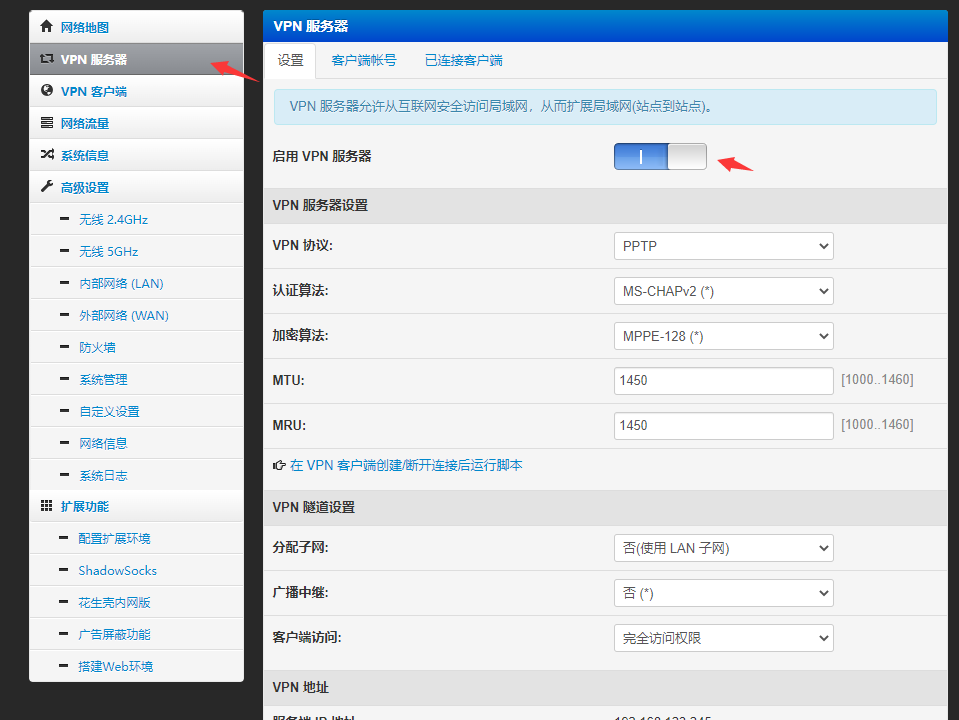 网络地图
VPN 服务器
VPN 客户端
网络流量
系统信息
高级设置
无线 2.4GHz
无线 5GHz
内部网络 (LAN)
外部网络 (WAN)
防火墙
系统管理
自定义设置
网络信息
系统日志
扩展功能
配置扩展环境
ShadowSocks
花生壳内网版
广告屏蔽功能
搭建Web环境
VPN 服务器
设置 客户端帐号 已连接客户端
VPN 服务器允许从互联网安全访问局域网，从而扩展局域网(站点到站点)。
启用 VPN 服务器
VPN 服务器设置
VPN 协议: PPTP
认证算法: MS-CHAPv2 (*)
加密算法: MPPE-128 (*)
MTU: 1450 [1000..1460]
MRU: 1450 [1000..1460]
在 VPN 客户端创建/断开连接后运行脚本
VPN 隧道设置
分配子网: 否(使用 LAN 子网)
广播中继: 否 (*)
客户端访问: 完全访问权限
VPN 地址